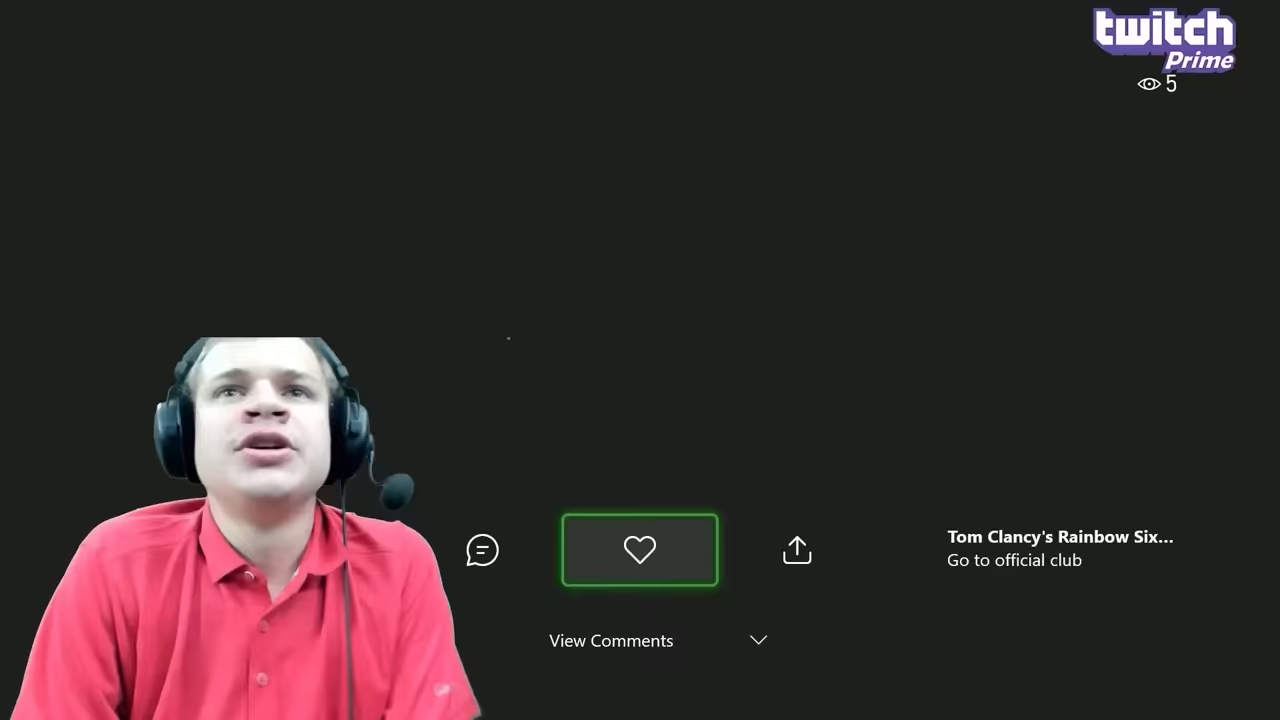 twitch
Prime
5
Tom Clancy's Rainbow Six...
Go to official club
View Comments